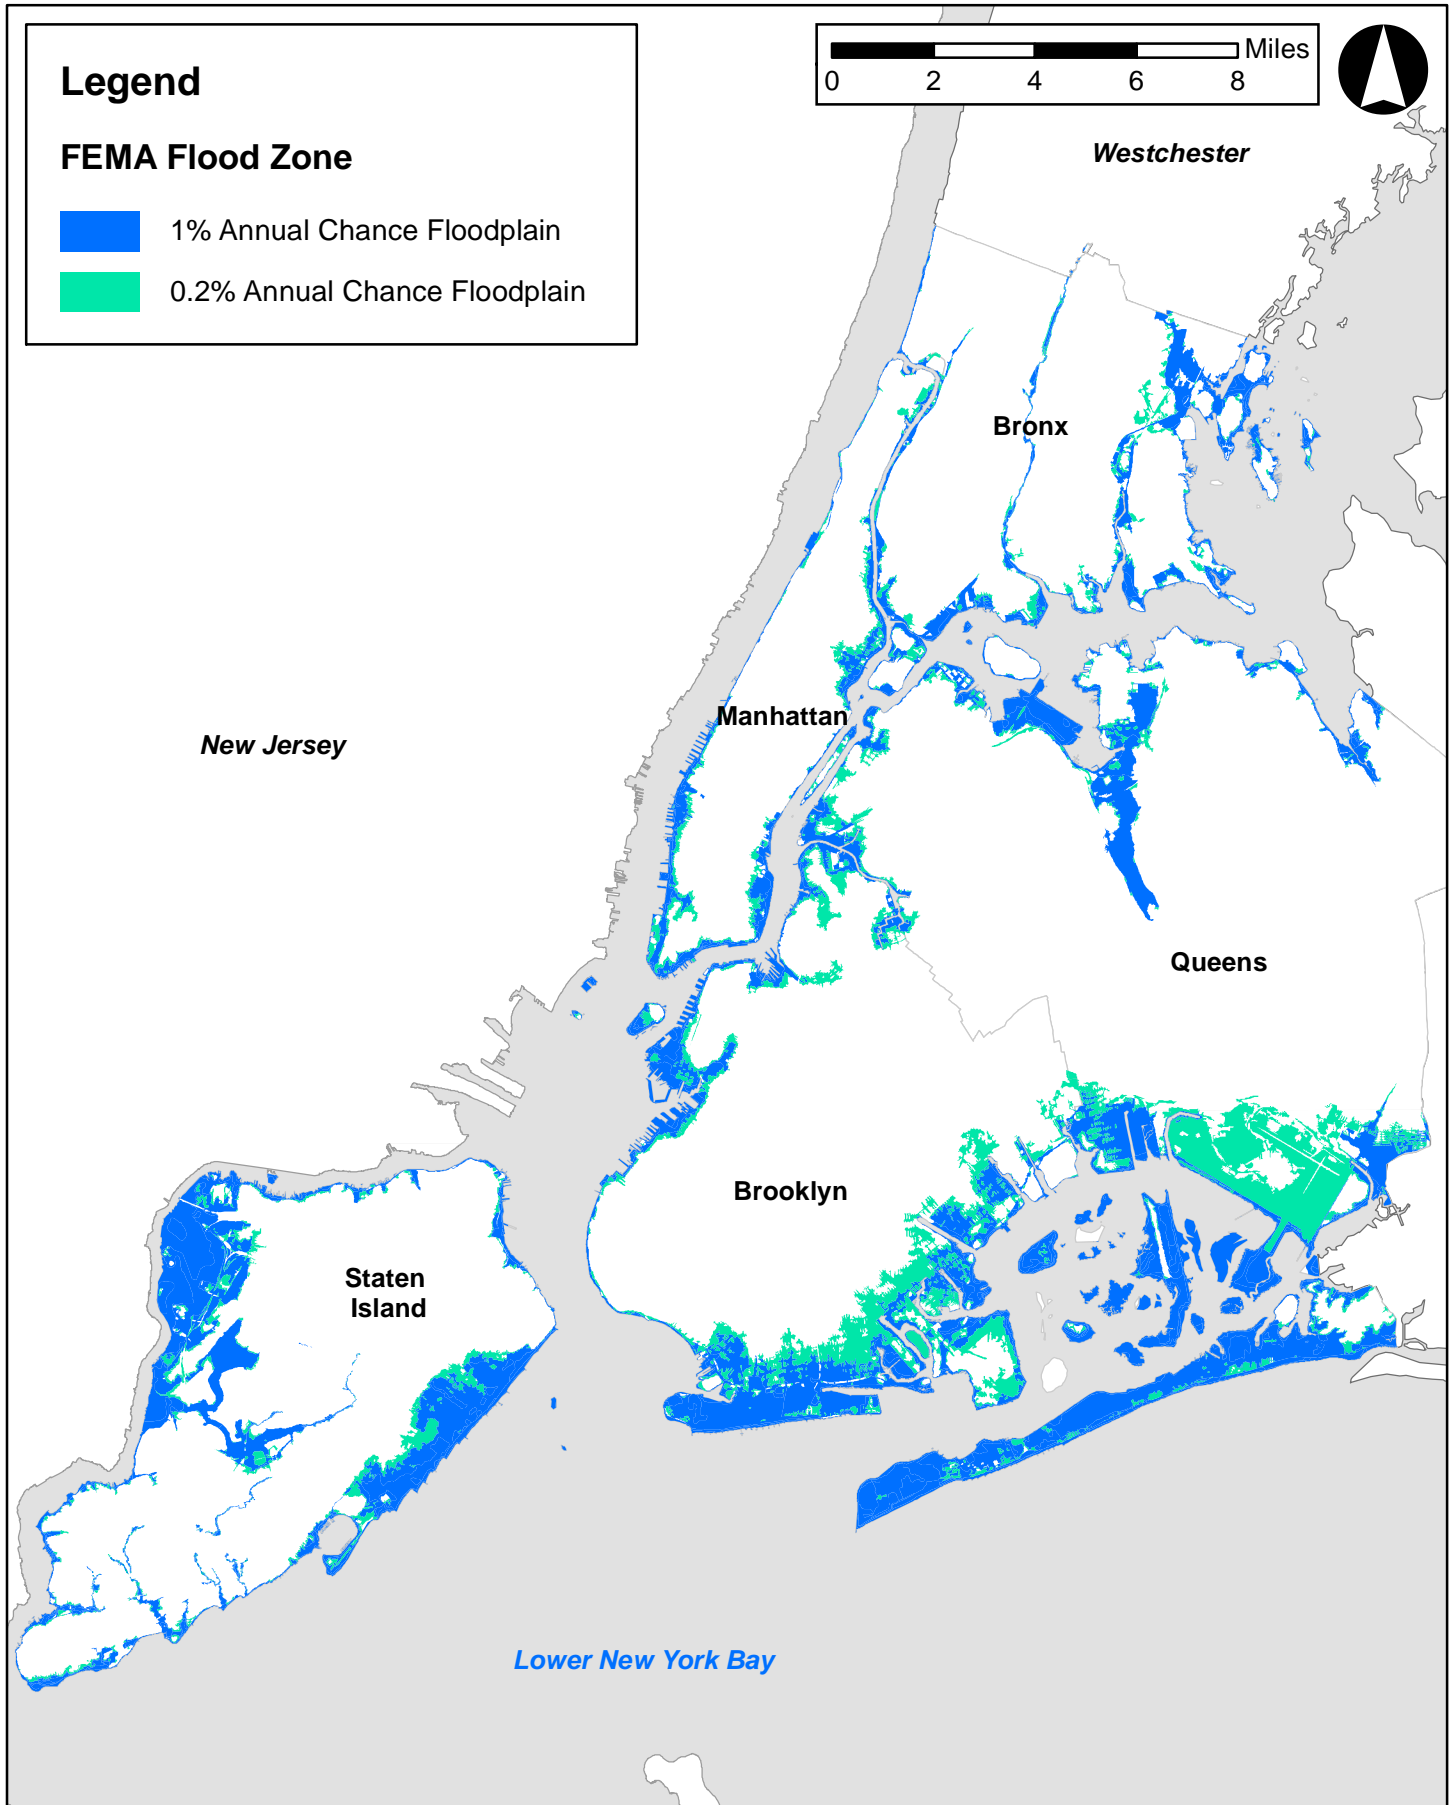 Legend
FEMA Flood Zone
1% Annual Chance Floodplain
0.2% Annual Chance Floodplain
Miles
0 2 4 6 8
Westchester
Bronx
Manhattan
New Jersey
Queens
Brooklyn
Staten
Island
Lower New York Bay